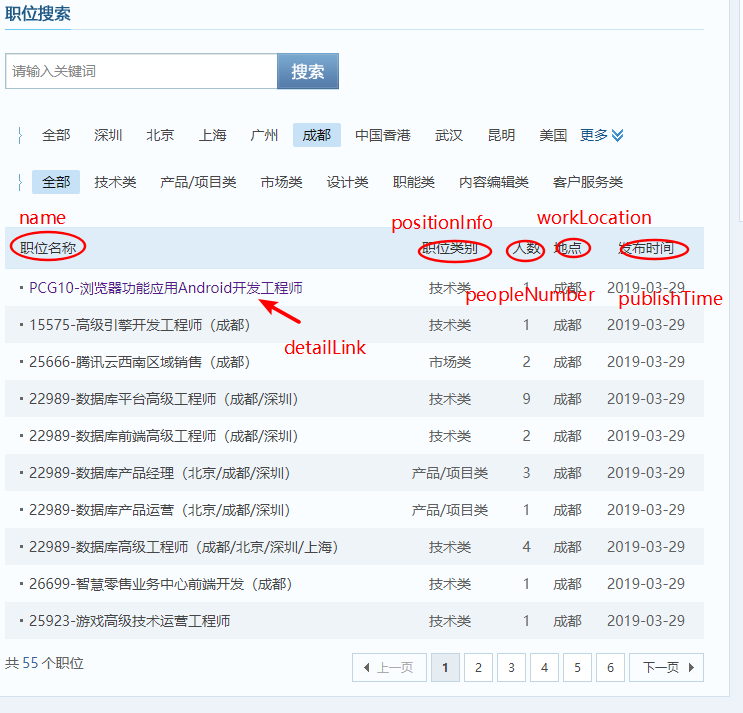 职位搜索
请输入关键词 搜索
全部 深圳 北京 上海 广州 成都 中国香港 武汉 昆明 美国 更多
全部 技术类 产品/项目类 市场类 设计类 职能类 内容编辑类 客户服务类
name positionInfo workLocation
职位名称 职位类别 人数 地点 发布时间
PCG10-浏览器功能应用Android开发工程师 技术类 1 成都 2019-03-29
peopleNumber publishTime
15575-高级引擎开发工程师（成都） 技术类 1 成都 2019-03-29
detailLink
25666-腾讯云西南区域销售（成都） 市场类 2 成都 2019-03-29
22989-数据库平台高级工程师（成都/深圳） 技术类 9 成都 2019-03-29
22989-数据库前端高级工程师（成都/深圳） 技术类 2 成都 2019-03-29
22989-数据库产品经理（北京/成都/深圳） 产品/项目类 3 成都 2019-03-29
22989-数据库产品运营（北京/成都/深圳） 产品/项目类 1 成都 2019-03-29
22989-数据库高级工程师（成都/北京/深圳/上海） 技术类 4 成都 2019-03-29
26699-智慧零售业务中心前端开发（成都） 技术类 1 成都 2019-03-29
25923-游戏高级技术运营工程师 技术类 1 成都 2019-03-29
共55个职位 上一页 1 2 3 4 5 6 下一页